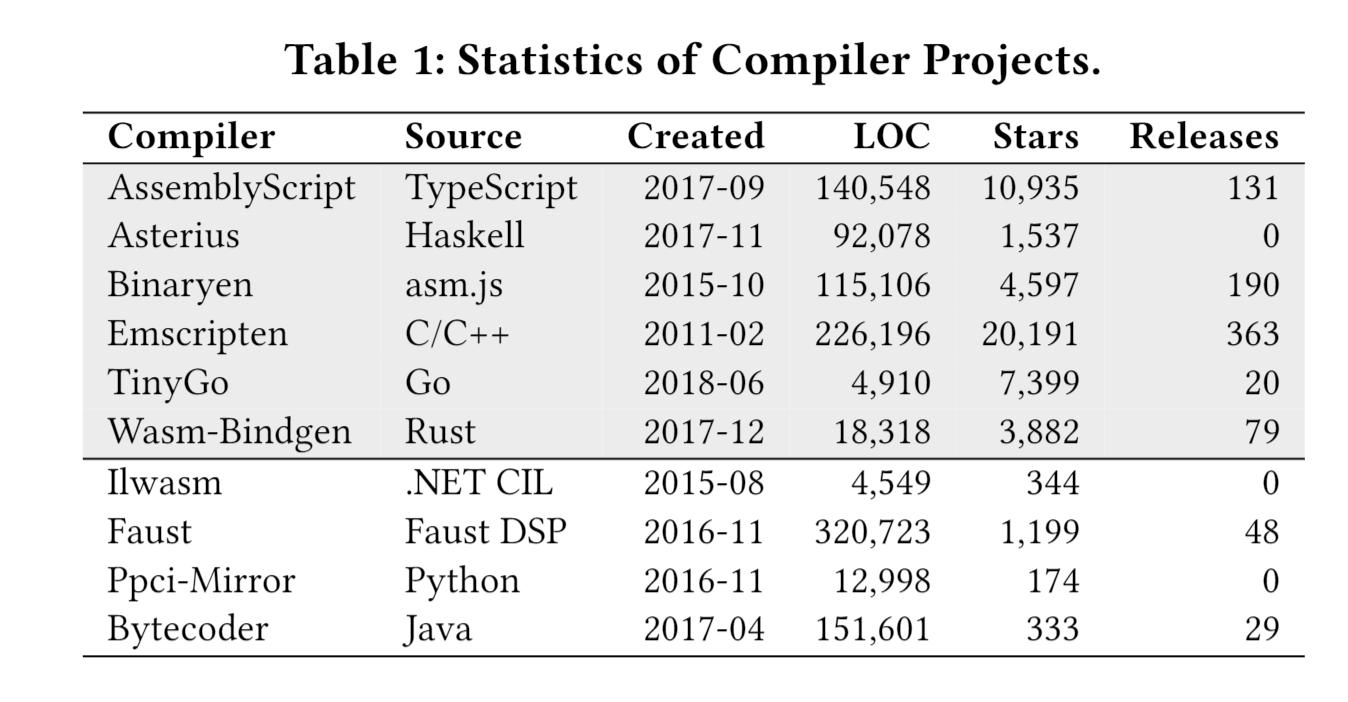 Table 1: Statistics of Compiler Projects.
Compiler Source Created LOC Stars Releases
AssemblyScript TypeScript 2017-09 140,548 10,935 131
Asterius Haskell 2017-11 92,078 1,537 0
Binaryen asm.js 2015-10 115,106 4,597 190
Emscripten C/C++ 2011-02 226,196 20,191 363
TinyGo Go 2018-06 4,910 7,399 20
Wasm-Bindgen Rust 2017-12 18,318 3,882 79
Ilwasm .NET CIL 2015-08 4,549 344 0
Faust Faust DSP 2016-11 320,723 1,199 48
Ppci-Mirror Python 2016-11 12,998 174 0
Bytecoder Java 2017-04 151,601 333 29